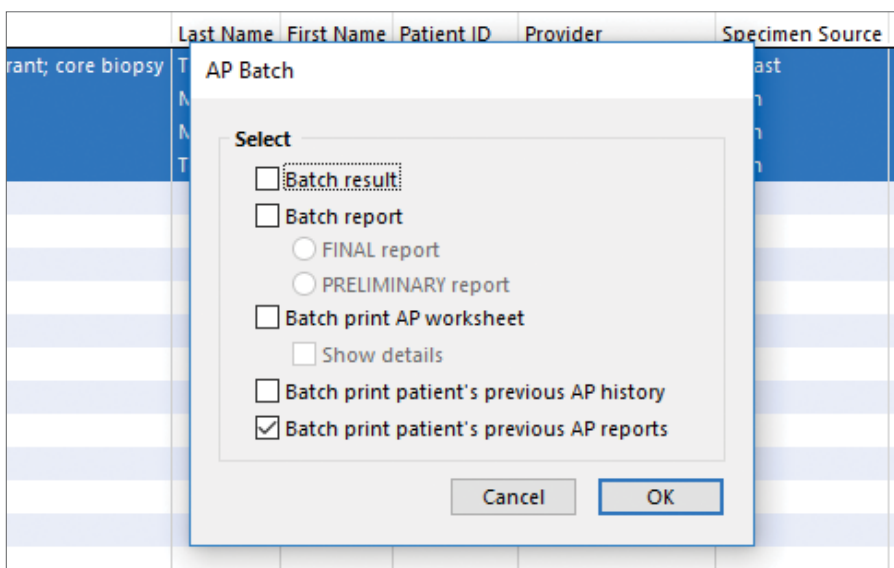 Last Name First Name Patient ID Provider Specimen Source
core biopsy
AP Batch
Select
Batch result
Batch report
FINAL report
PRELIMINARY report
Batch print AP worksheet
Show details
Batch print patient's previous AP history
Batch print patient's previous AP reports
Cancel OK